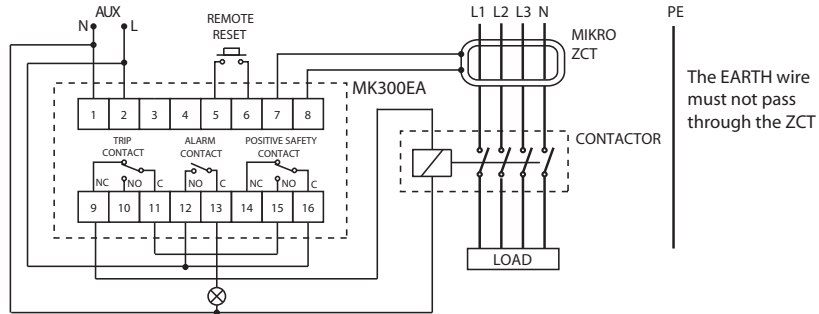 AUX
N L
REMOTE
RESET
L1 L2 L3 N
PE
MIKRO
ZCT
MK300EA
The EARTH wire
must not pass
through the ZCT
1 2 3 4 5 6 7 8
CONTACTOR
TRIP
CONTACT
ALARM
CONTACT
POSITIVE SAFETY
CONTACT
NC NO C NO C NC NO C
9 10 11 12 13 14 15 16
LOAD